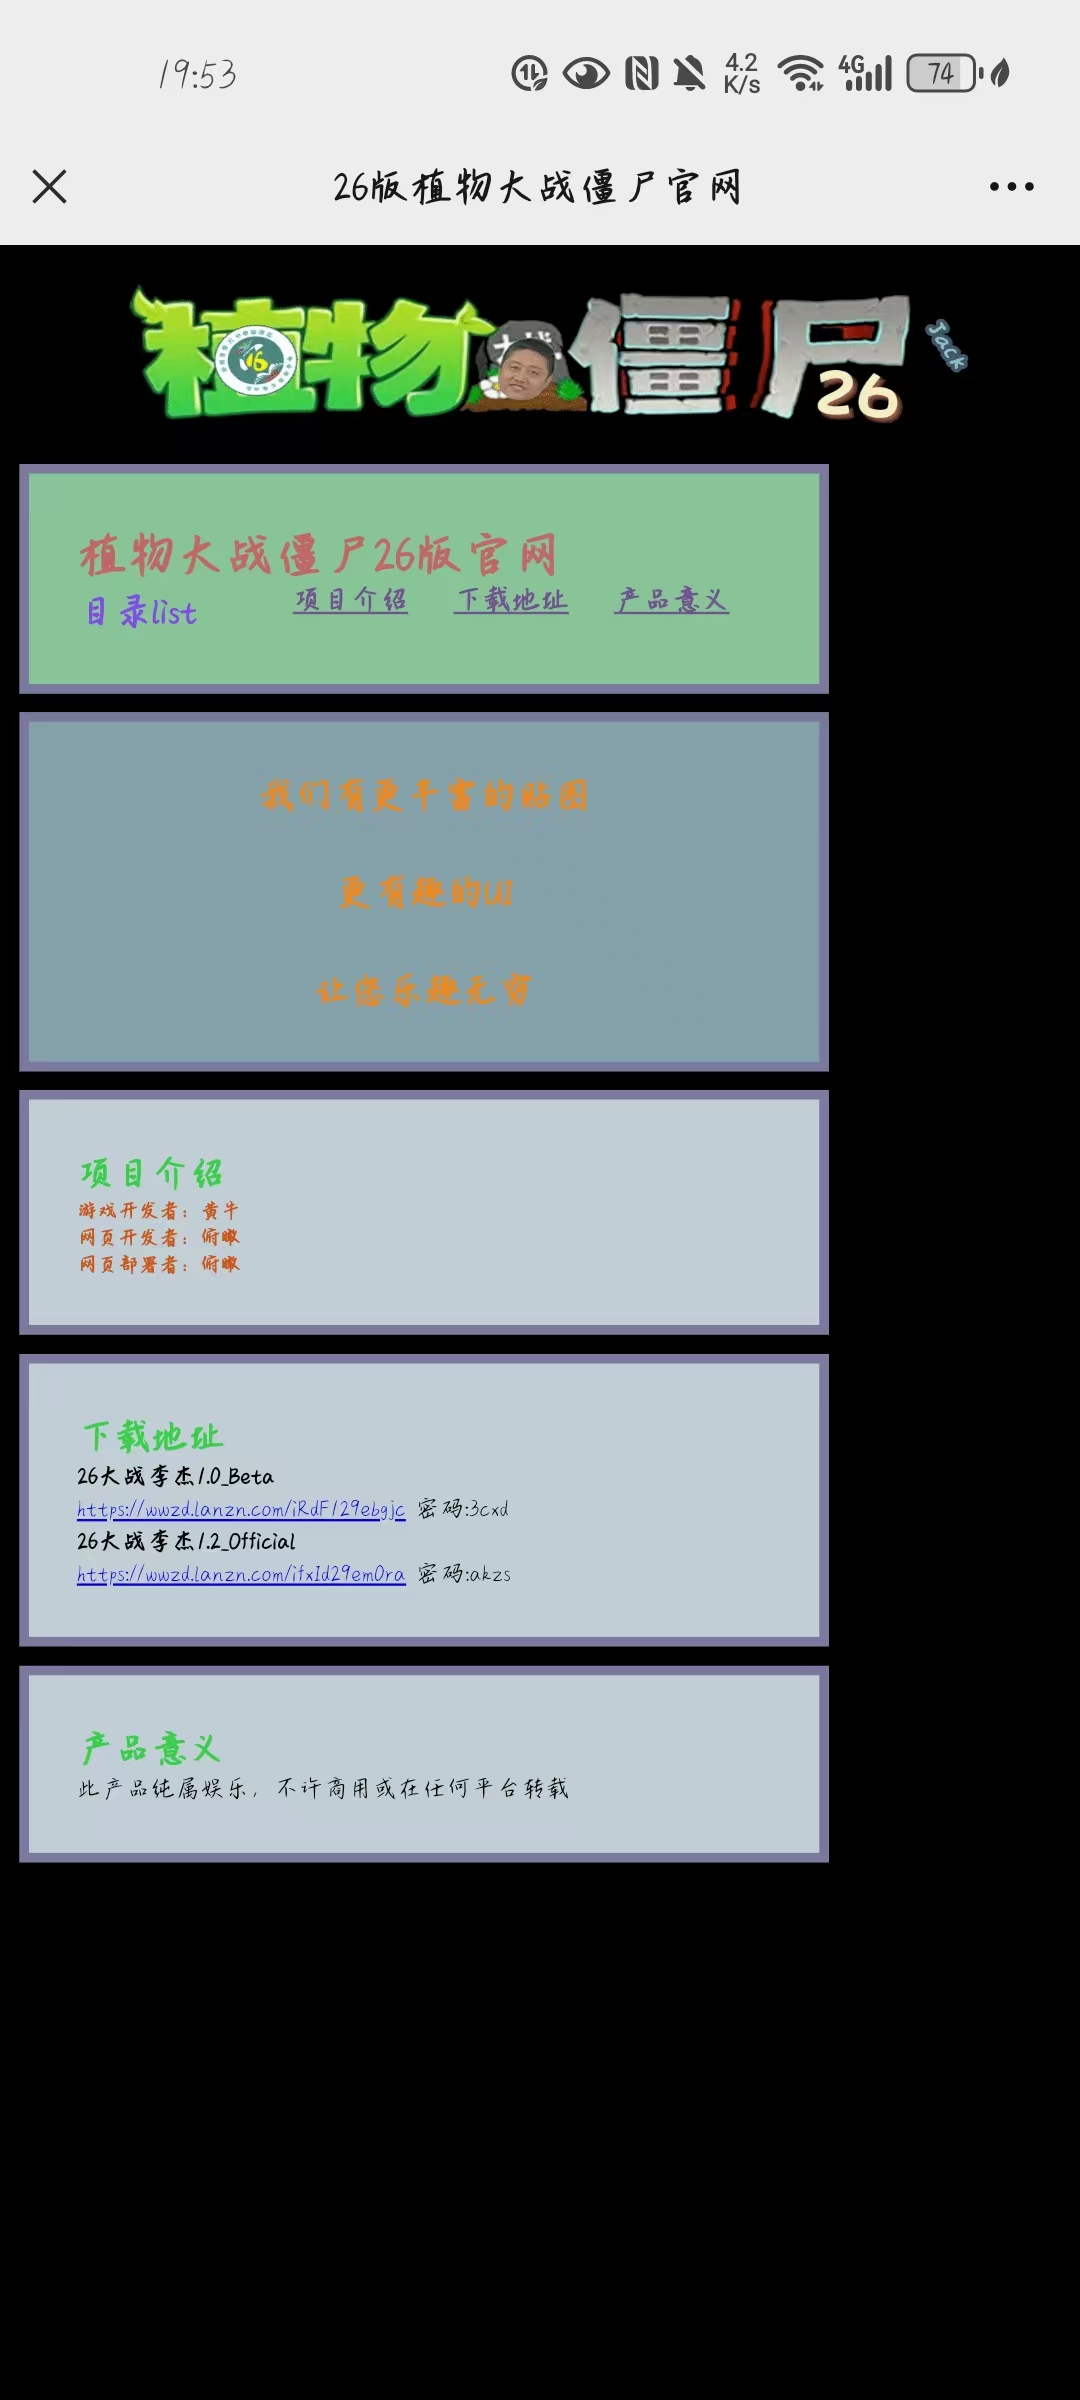 19:53
4.2 K/s 4G 74
26版植物大战僵尸官网
植物大战僵尸
26
Jack
植物大战僵尸26版官网
目录list 项目介绍 下载地址 产品意义
我们有更丰富的贴图
更有趣的UI
让您乐趣无穷
项目介绍
游戏开发者：黄牛
网页开发者：俯瞰
网页部署者：俯瞰
下载地址
26大战李杰1.0_Beta
https://wwzd.lanzn.com/iRdF129ebgjc 密码:3cxd
26大战李杰1.2_Official
https://wwzd.lanzn.com/ifxId29em0ra 密码:akzs
产品意义
此产品纯属娱乐，不许商用或在任何平台转载